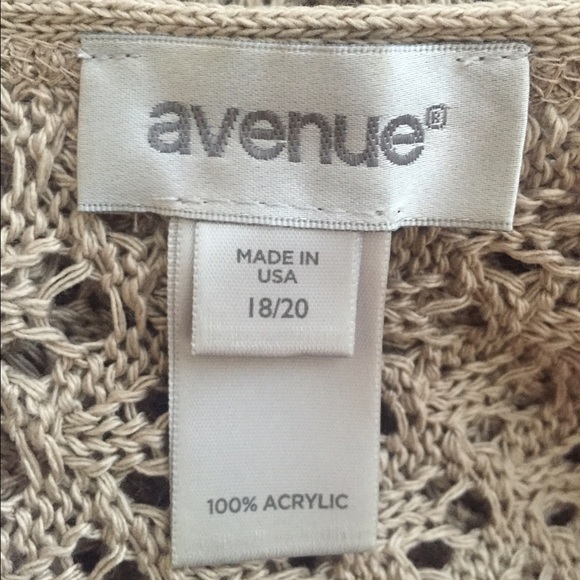 avenue®
MADE IN
USA
18/20
100% ACRYLIC